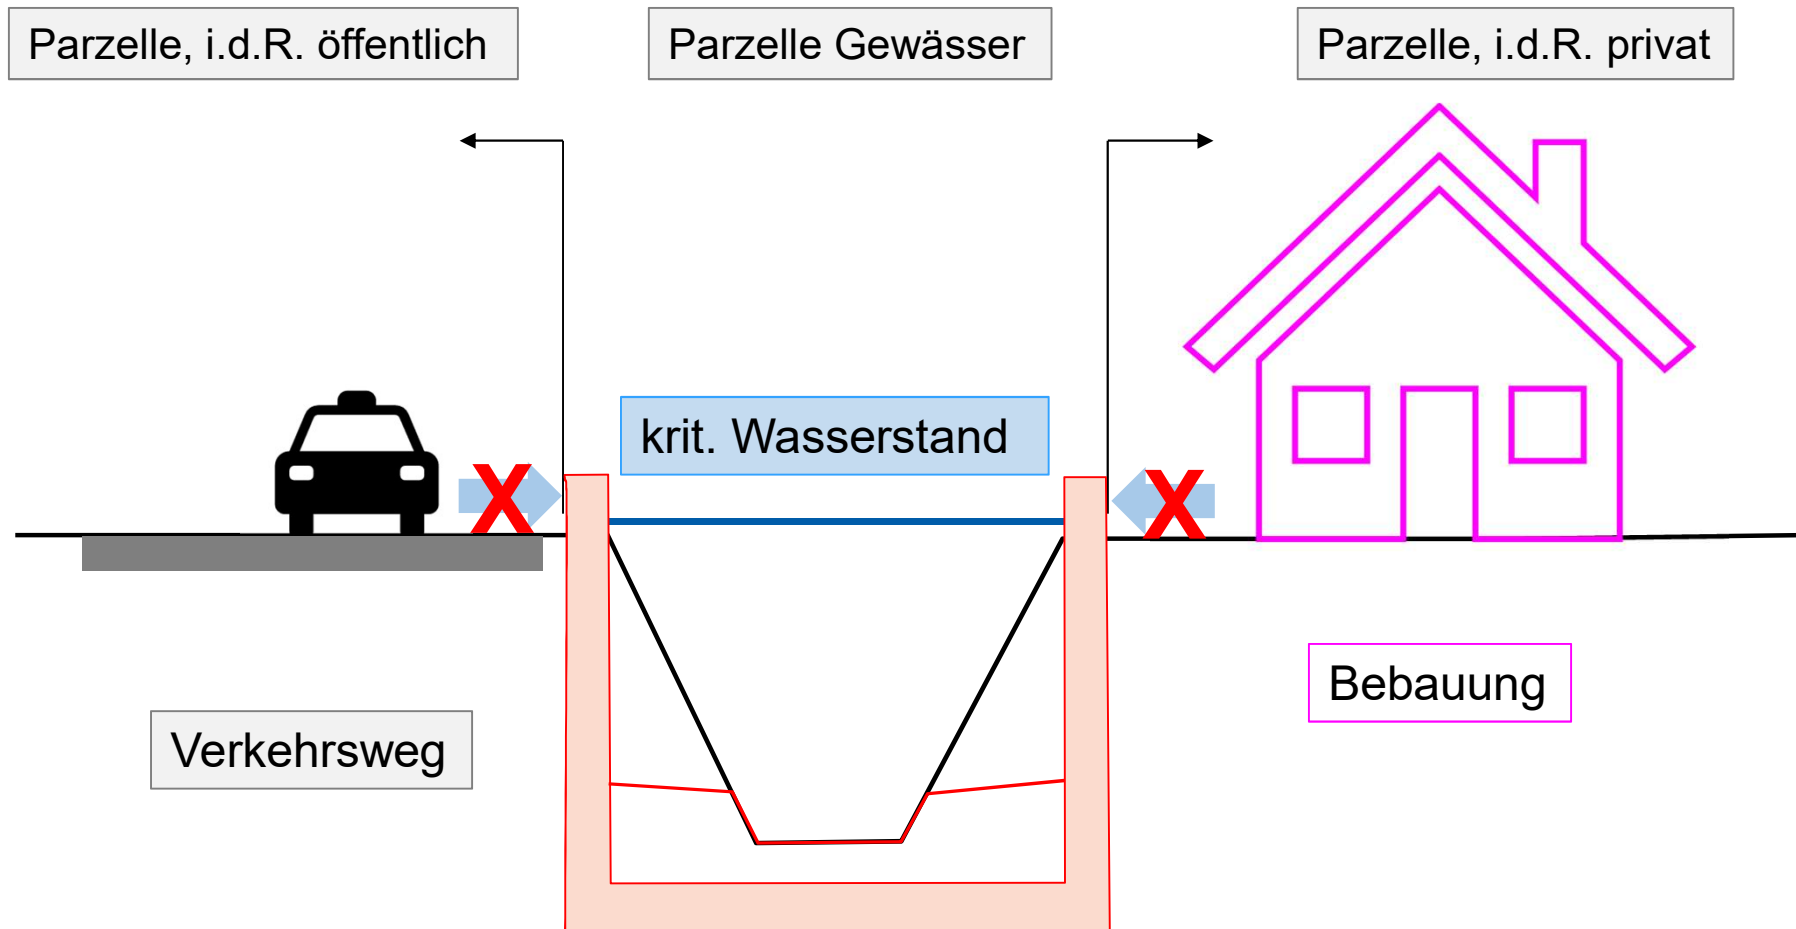 Parzelle, i.d.R. öffentlich
Parzelle Gewässer
Parzelle, i.d.R. privat
krit. Wasserstand
X
X
Bebauung
Verkehrsweg